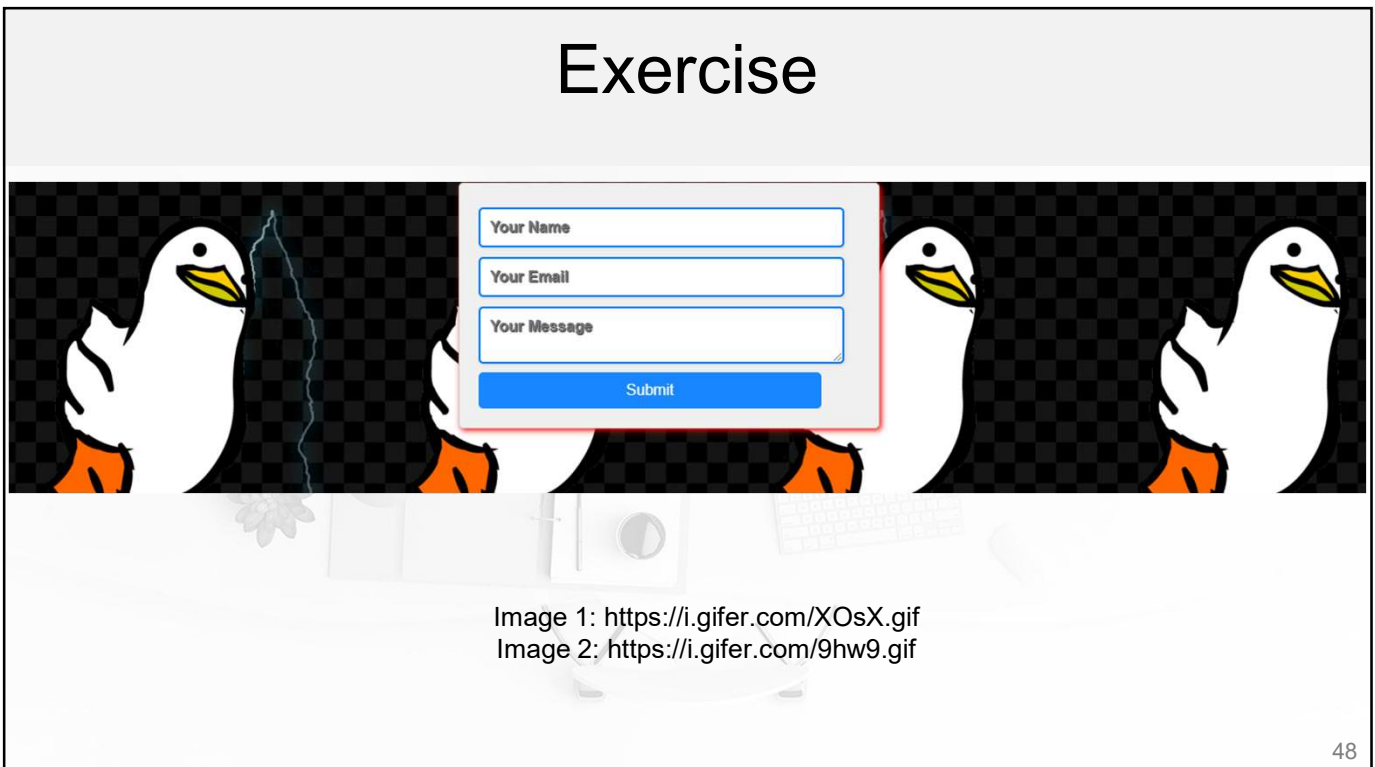 Exercise
Your Name
Your Email
Your Message
Submit
Image 1: https://i.gifer.com/XOsX.gif
Image 2: https://i.gifer.com/9hw9.gif
48